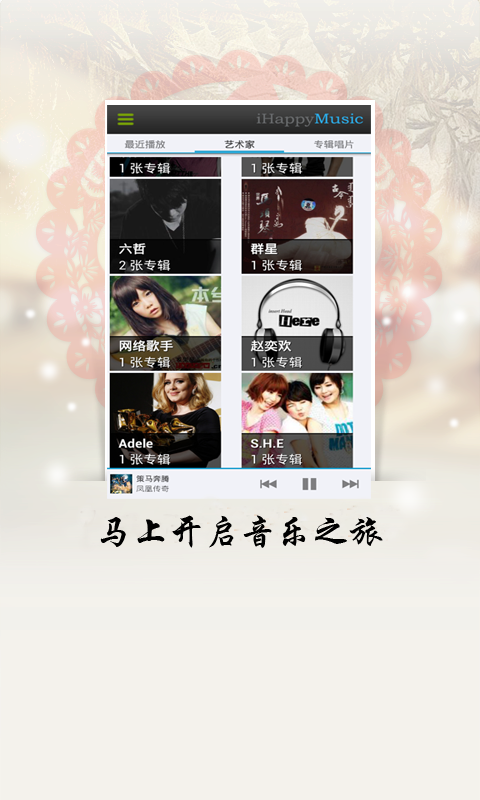 iHappyMusic
最近播放
艺术家
专辑唱片
1 张专辑
1 张专辑
六哲
2 张专辑
群星
1 张专辑
网络歌手
1 张专辑
Insert Head
Here
赵奕欢
1 张专辑
Adele
1 张专辑
S.H.E
1 张专辑
策马奔腾
凤凰传奇
马上开启音乐之旅